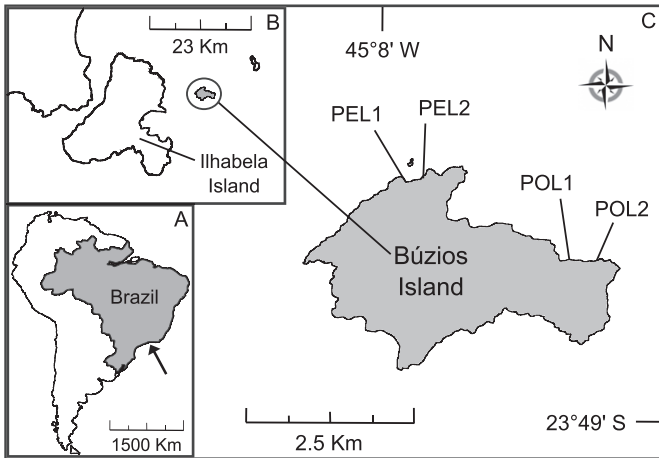 B
23 Km
Ilhabela
Island
A
Brazil
1500 Km
C
45°8' W
N
PEL1
PEL2
POL1
POL2
Búzios
Island
2.5 Km
23°49' S